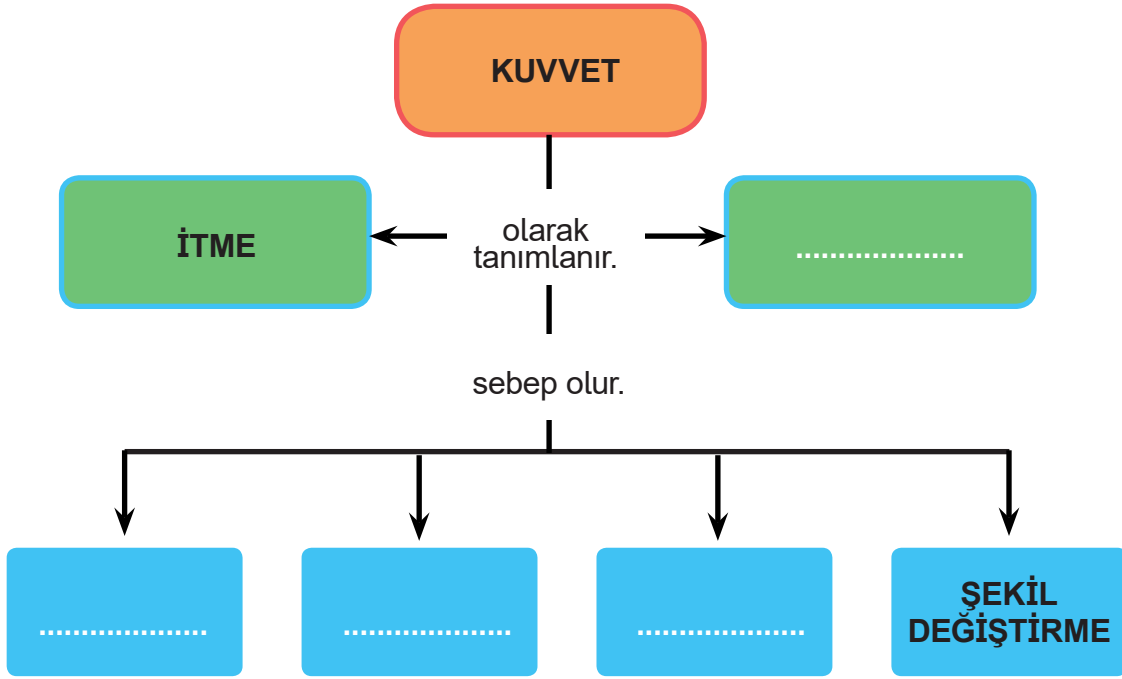 KUVVET
İTME
olarak
tanımlanır.
....................
sebep olur.
....................
....................
....................
ŞEKİL
DEĞİŞTİRME